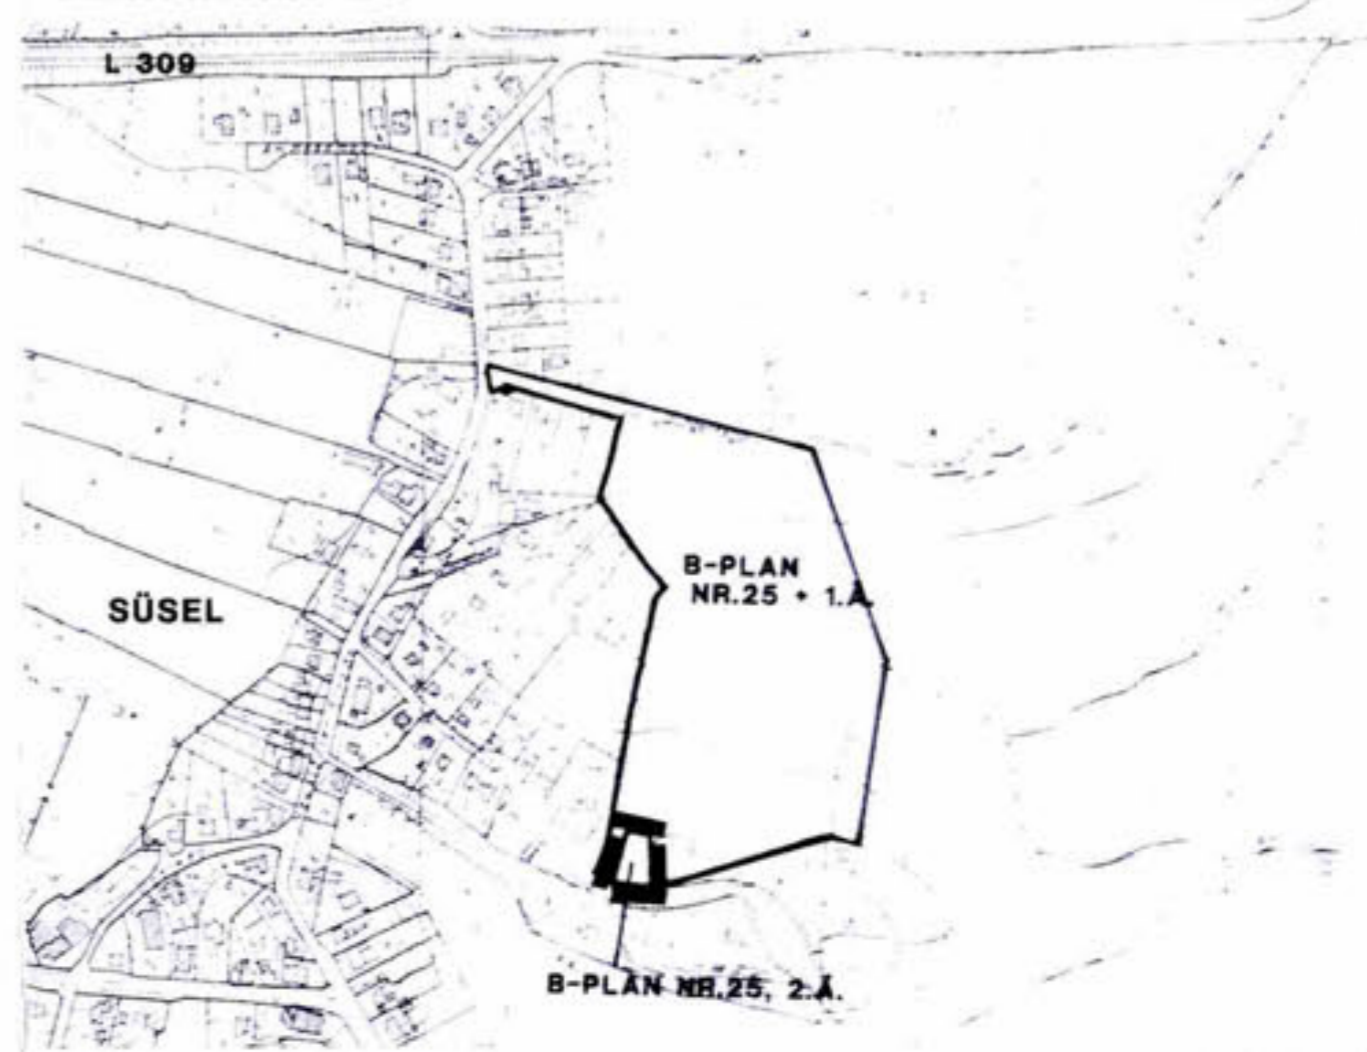 L 309
B-PLAN
NR.25 + 1.Ä.
SÜSEL
B-PLAN NR.25, 2.Ä.